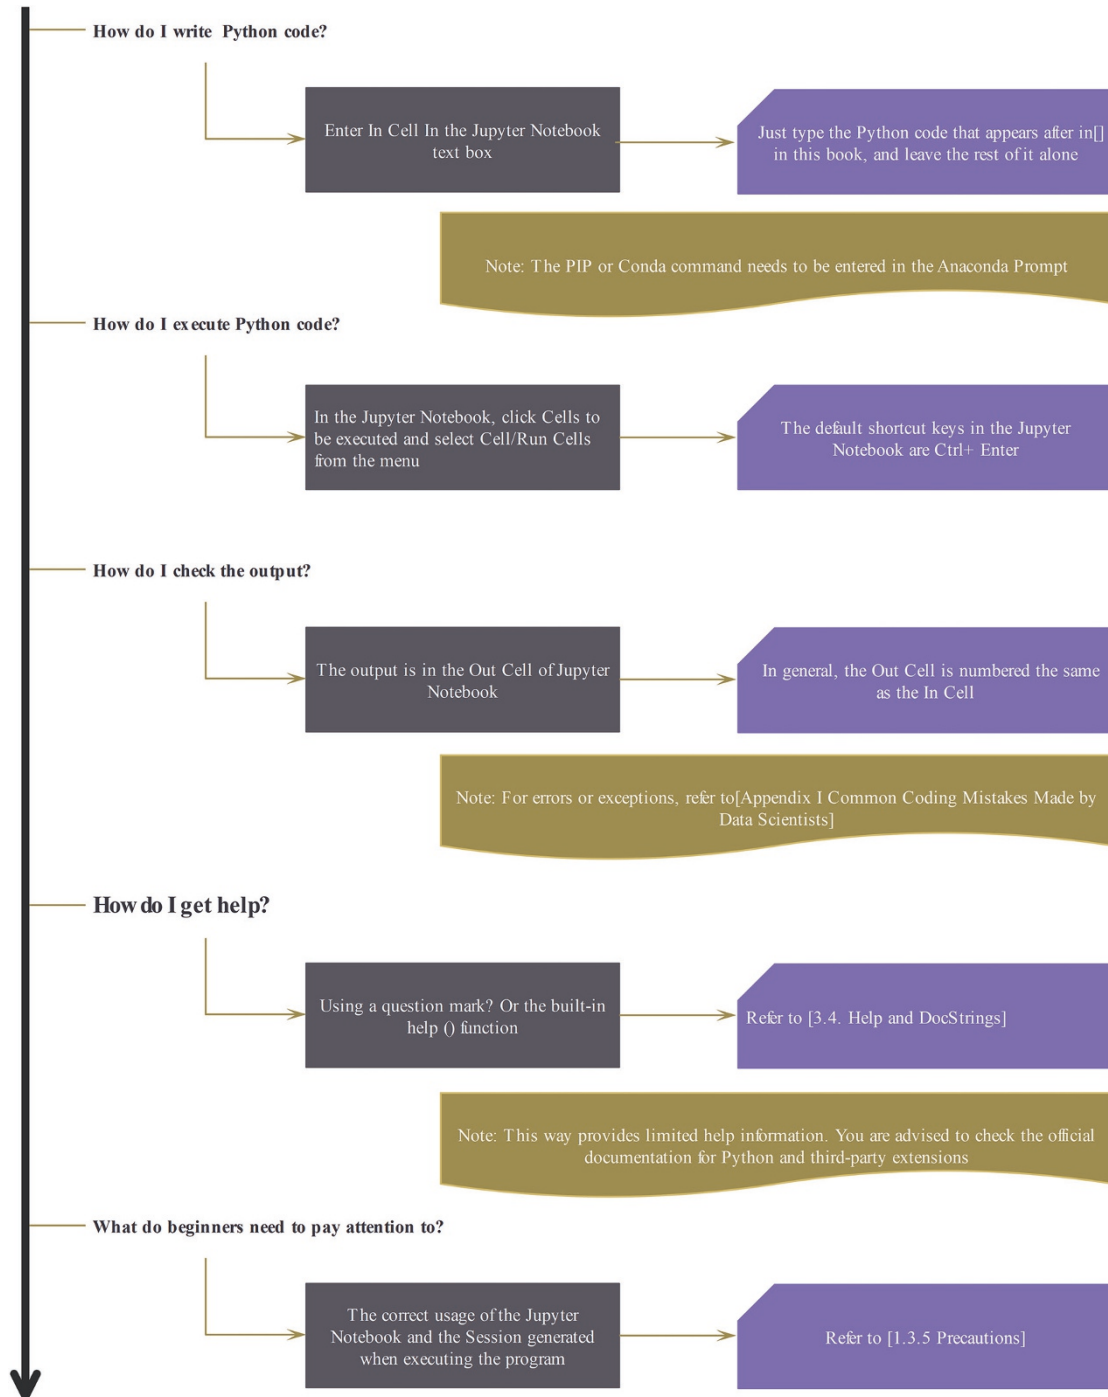 How do I write Python code?
Enter In Cell In the Jupyter Notebook
text box
Just type the Python code that appears after in[]
in this book, and leave the rest of it alone
Note: The PIP or Conda command needs to be entered in the Anaconda Prompt
How do I execute Python code?
In the Jupyter Notebook, click Cells to
be executed and select Cell/Run Cells
from the menu
The default shortcut keys in the Jupyter
Notebook are Ctrl+ Enter
How do I check the output?
The output is in the Out Cell of Jupyter
Notebook
In general, the Out Cell is numbered the same
as the In Cell
Note: For errors or exceptions, refer to[Appendix I Common Coding Mistakes Made by
Data Scientists]
How do I get help?
Using a question mark? Or the built-in
help () function
Refer to [3.4. Help and DocStrings]
Note: This way provides limited help information. You are advised to check the official
documentation for Python and third-party extensions
What do beginners need to pay attention to?
The correct usage of the Jupyter
Notebook and the Session generated
when executing the program
Refer to [1.3.5 Precautions]